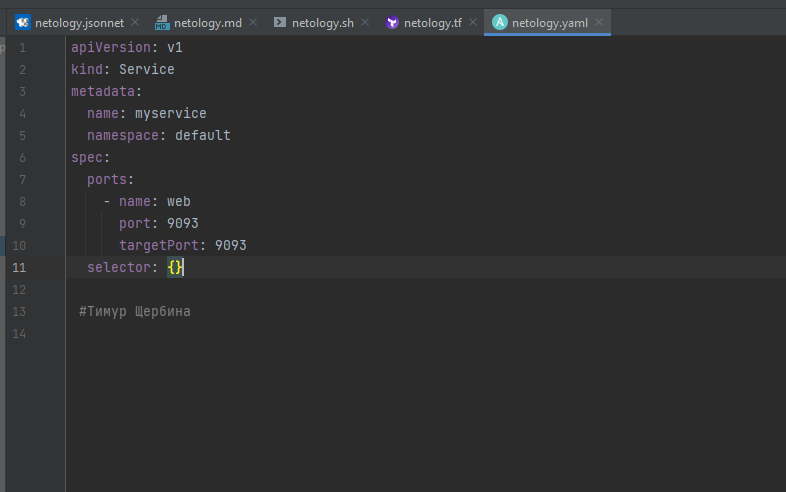 netology.jsonnet netology.md netology.sh netology.tf netology.yaml
1 apiVersion: v1
2 kind: Service
3 metadata:
4   name: myservice
5   namespace: default
6 spec:
7   ports:
8     - name: web
9       port: 9093
10       targetPort: 9093
11   selector: {}
12
13  #Тимур Щербина
14